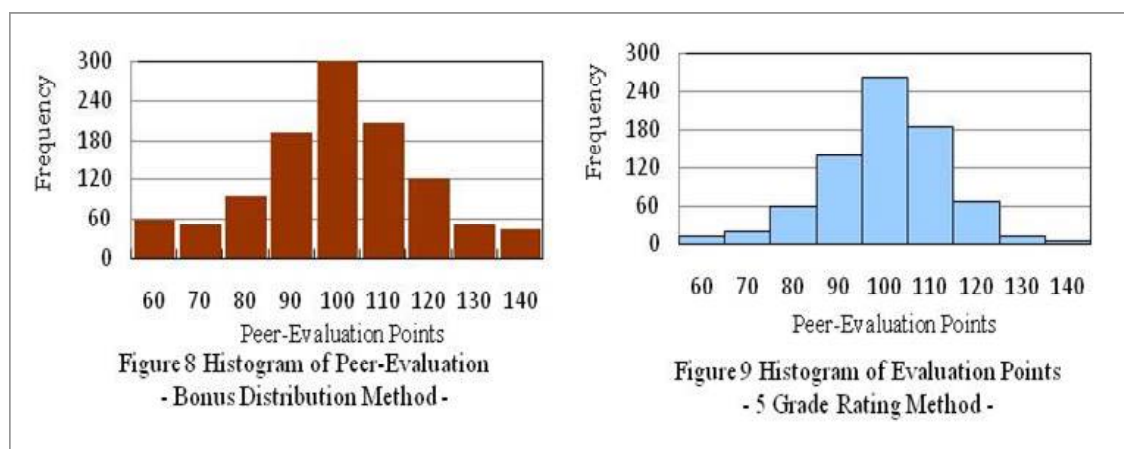 300
240
180
120
60
0
Frequency
60 70 80 90 100 110 120 130 140
Peer-Evaluation Points
Figure 8 Histogram of Peer-Evaluation
- Bonus Distribution Method -
300
240
180
120
60
0
Frequency
60 70 80 90 100 110 120 130 140
Peer-Evaluation Points
Figure 9 Histogram of Evaluation Points
- 5 Grade Rating Method -